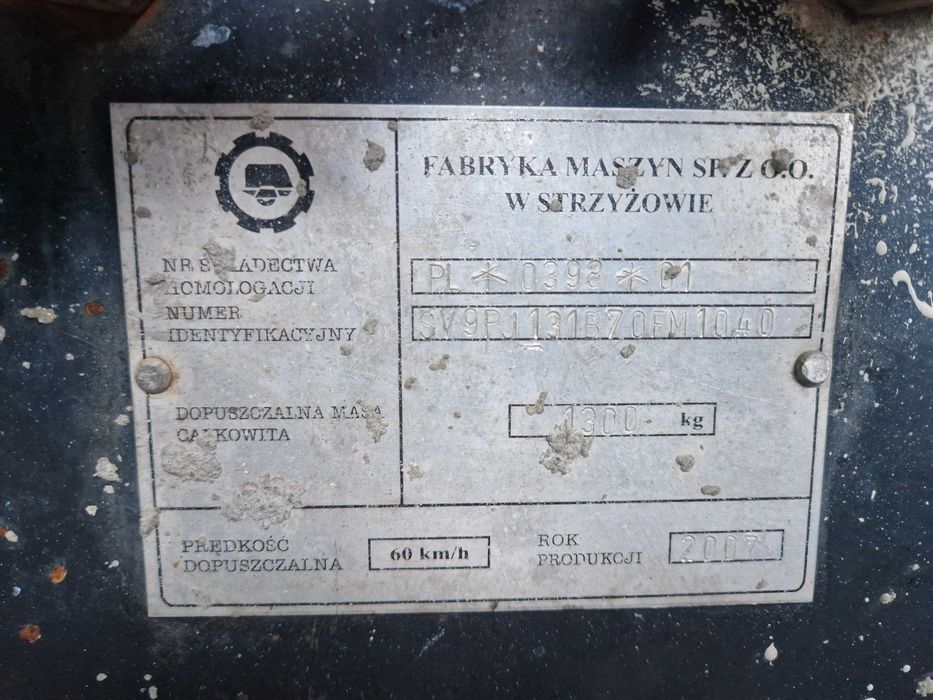 FABRYKA MASZYN SP. Z O.O.
W STRZYŻOWIE
NR ŚWIADECTWA
HOMOLOGACJI
PL * 0398 * 01
NUMER
IDENTYFIKACYJNY
SV9PJ131B70FM1040
DOPUSZCZALNA MASA
CAŁKOWITA
1300 kg
PRĘDKOŚĆ
DOPUSZCZALNA
60 km/h
ROK
PRODUKCJI
2007